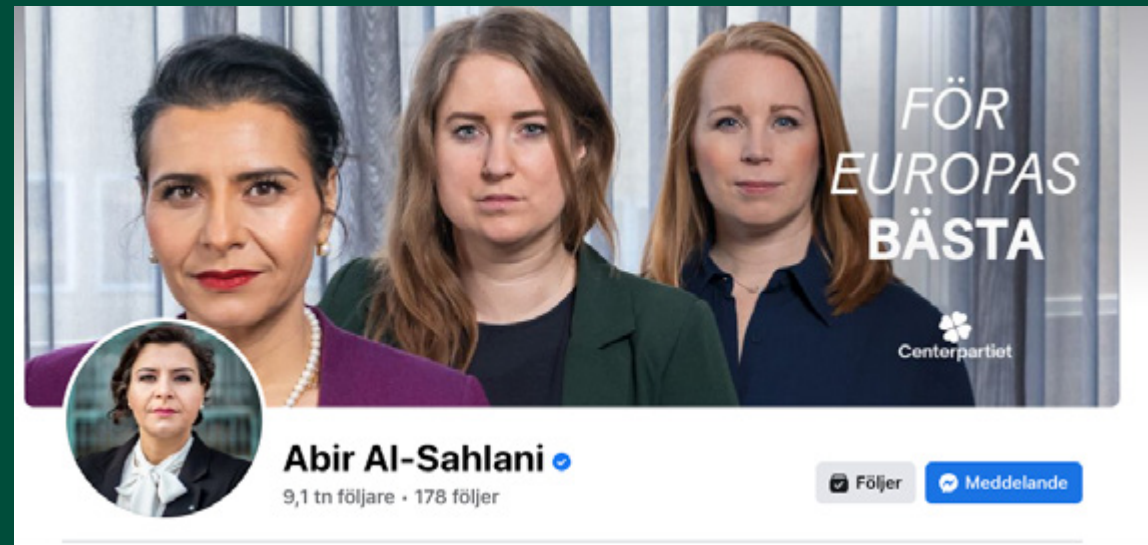 FÖR
EUROPAS
BÄSTA
Centerpartiet
Abir Al-Sahlani
9,1 tn följare • 178 följer
Följer
Meddelande